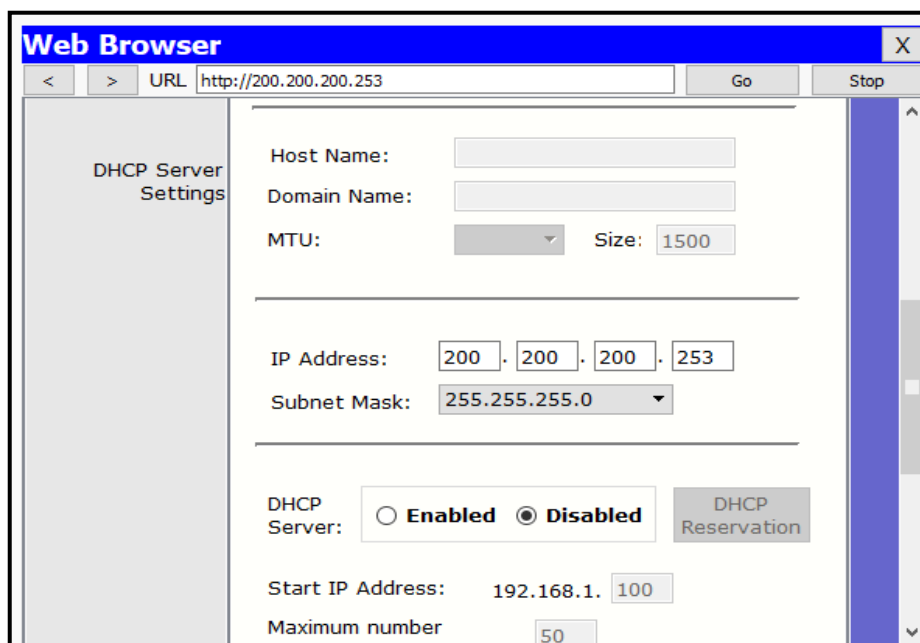 Web Browser X
< > URL http://200.200.200.253 Go Stop
Host Name:
DHCP Server
Settings
Domain Name:
MTU: Size: 1500
IP Address: 200 . 200 . 200 . 253
Subnet Mask: 255.255.255.0
DHCP
Server: Enabled Disabled DHCP
Reservation
Start IP Address: 192.168.1. 100
Maximum number 50